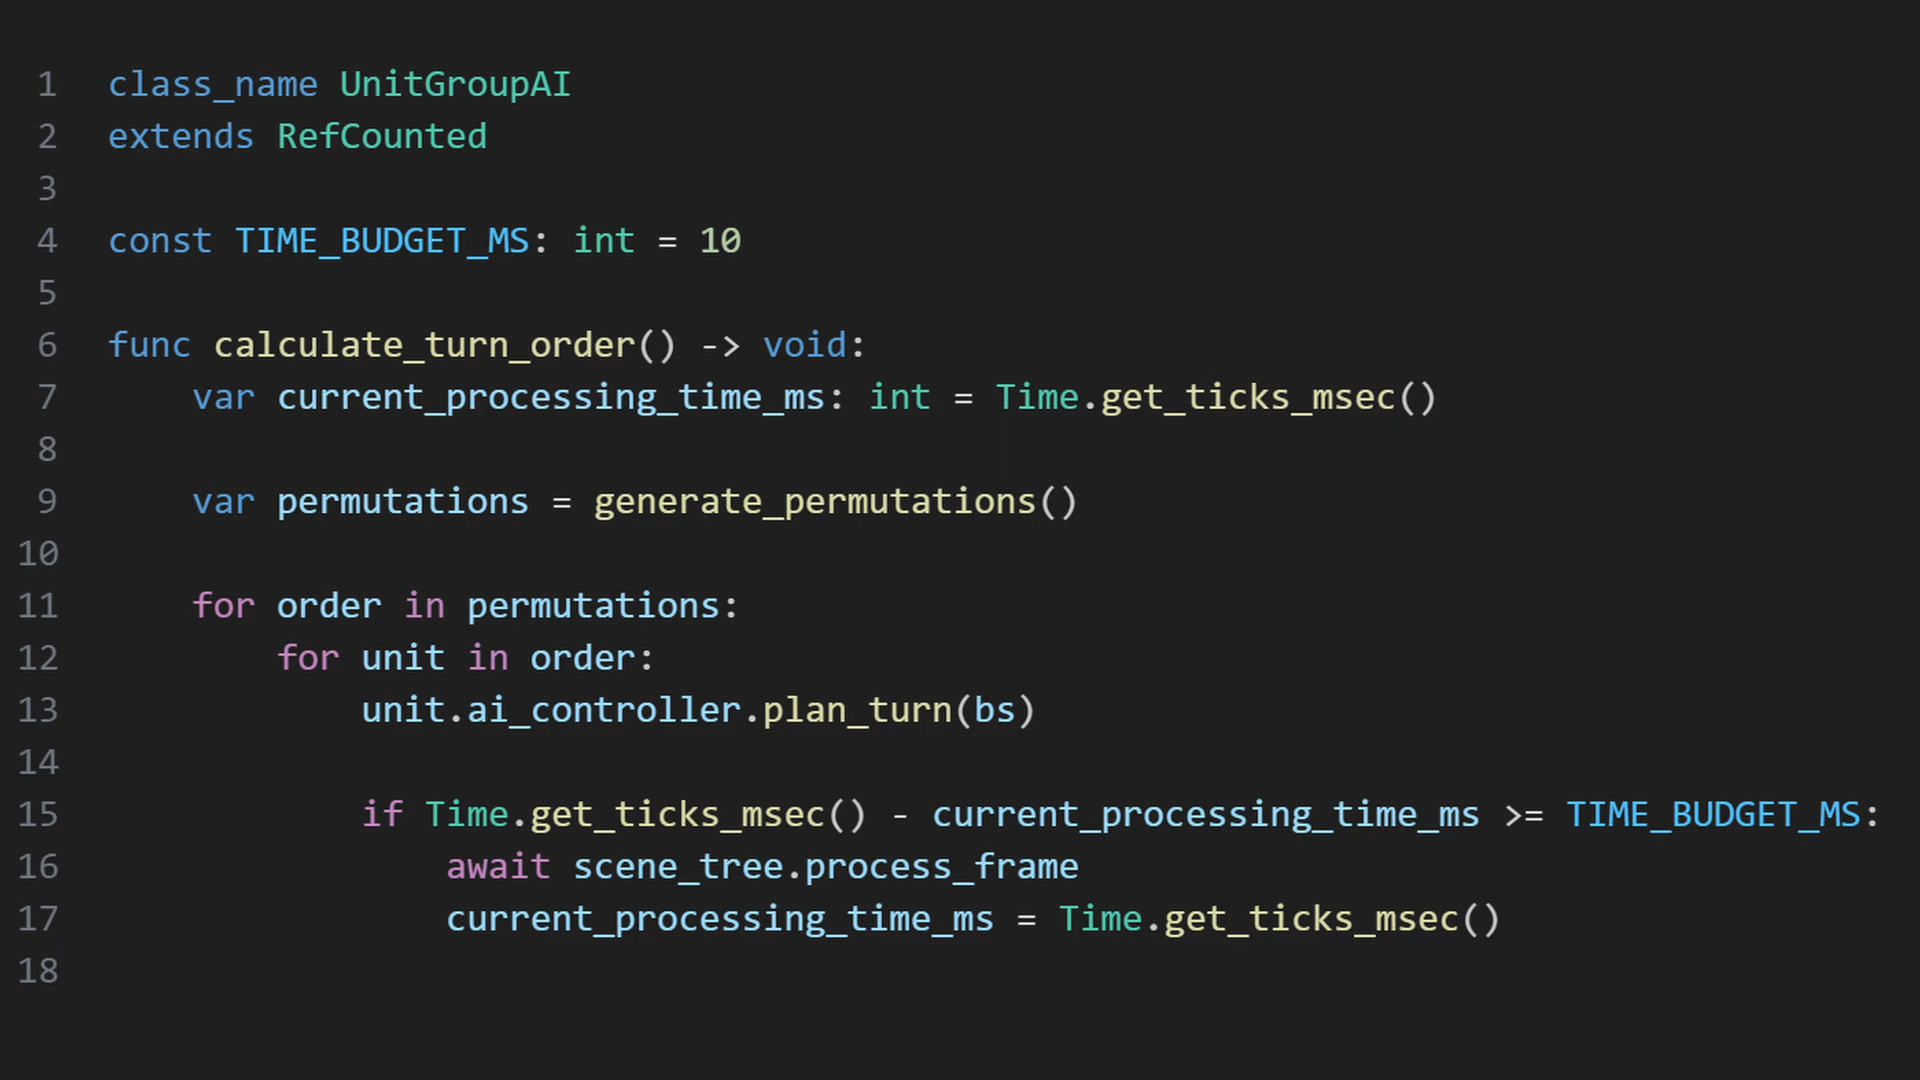 1 class_name UnitGroupAI
2 extends RefCounted
3
4 const TIME_BUDGET_MS: int = 10
5
6 func calculate_turn_order() -> void:
7     var current_processing_time_ms: int = Time.get_ticks_msec()
8
9     var permutations = generate_permutations()
10
11     for order in permutations:
12         for unit in order:
13             unit.ai_controller.plan_turn(bs)
14
15             if Time.get_ticks_msec() - current_processing_time_ms >= TIME_BUDGET_MS:
16                 await scene_tree.process_frame
17                 current_processing_time_ms = Time.get_ticks_msec()
18